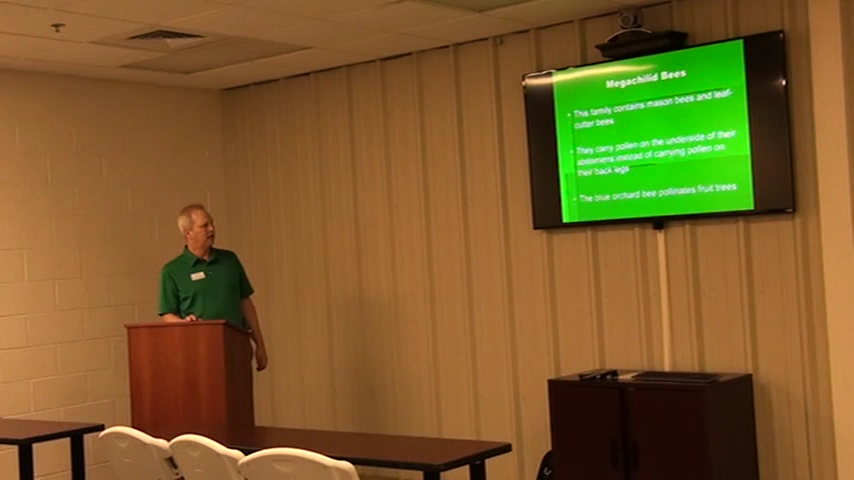 Megachilid Bees
• This family contains mason bees and leaf-
cutter bees
• They carry pollen on the underside of their
abdomens instead of carrying pollen on
their back legs
• The blue orchard bee pollinates fruit trees